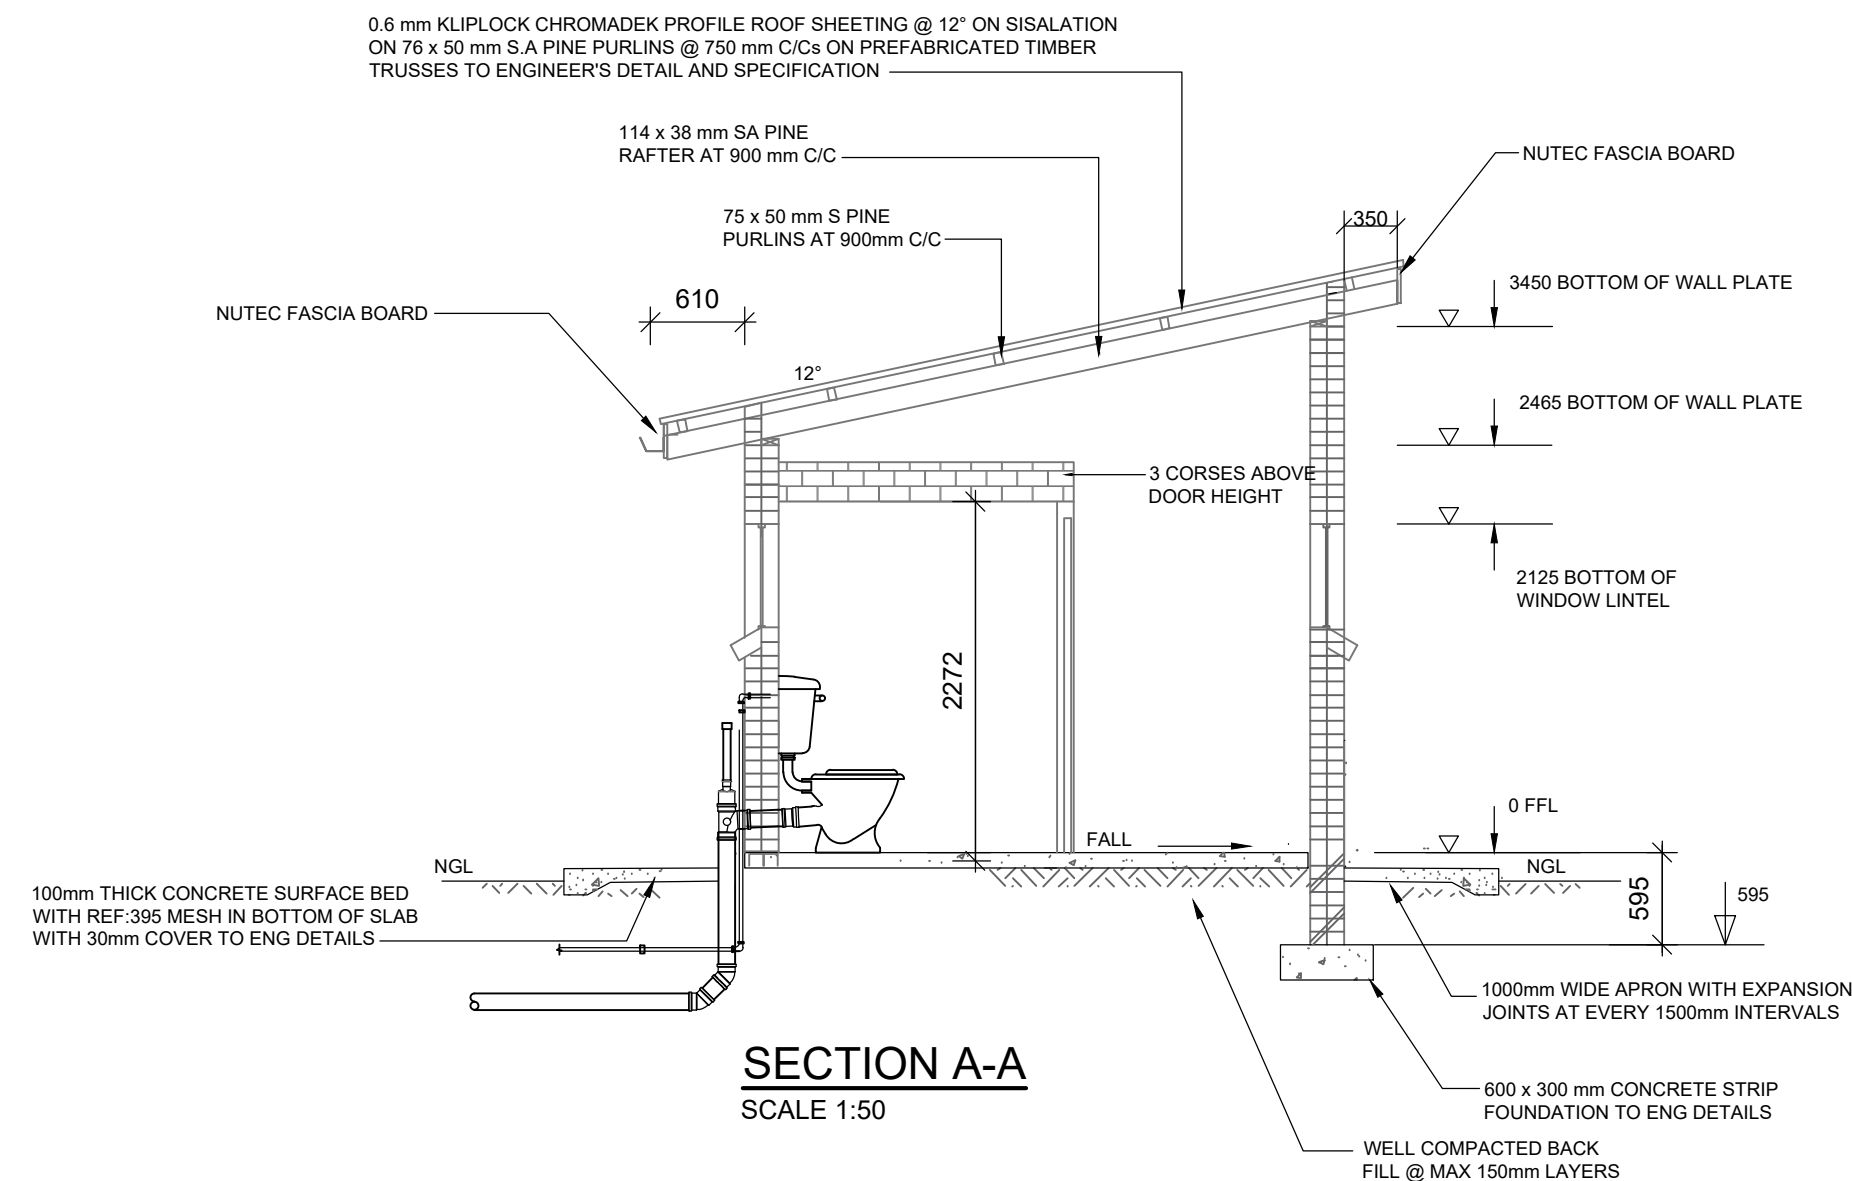 0.6 mm KLIPLOCK CHROMADEK PROFILE ROOF SHEETING @ 12° ON SISALATION
ON 76 x 50 mm S.A PINE PURLINS @ 750 mm C/Cs ON PREFABRICATED TIMBER
TRUSSES TO ENGINEER'S DETAIL AND SPECIFICATION
114 x 38 mm SA PINE
RAFTER AT 900 mm C/C
NUTEC FASCIA BOARD
75 x 50 mm S PINE
PURLINS AT 900mm C/C
350
3450 BOTTOM OF WALL PLATE
610
NUTEC FASCIA BOARD
12°
2465 BOTTOM OF WALL PLATE
3 CORSES ABOVE
DOOR HEIGHT
2125 BOTTOM OF
WINDOW LINTEL
2272
0 FFL
FALL
NGL
NGL
100mm THICK CONCRETE SURFACE BED
WITH REF:395 MESH IN BOTTOM OF SLAB
WITH 30mm COVER TO ENG DETAILS
595
595
1000mm WIDE APRON WITH EXPANSION
JOINTS AT EVERY 1500mm INTERVALS
SECTION A-A
SCALE 1:50
600 x 300 mm CONCRETE STRIP
FOUNDATION TO ENG DETAILS
WELL COMPACTED BACK
FILL @ MAX 150mm LAYERS